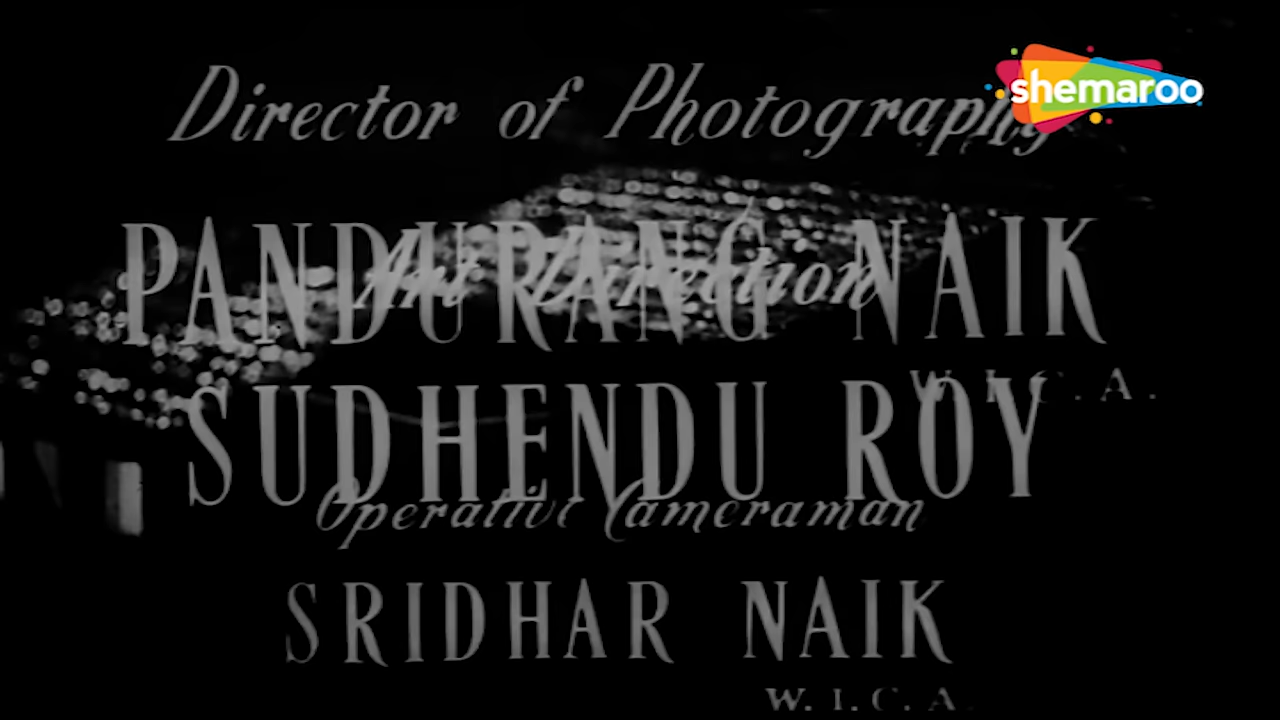 shemaroo
Director of Photography
PANDURANG NAIK
Art Direction
W.I.C.A.
SUDHENDU ROY
Operative Cameraman
SRIDHAR NAIK
W.I.C.A.